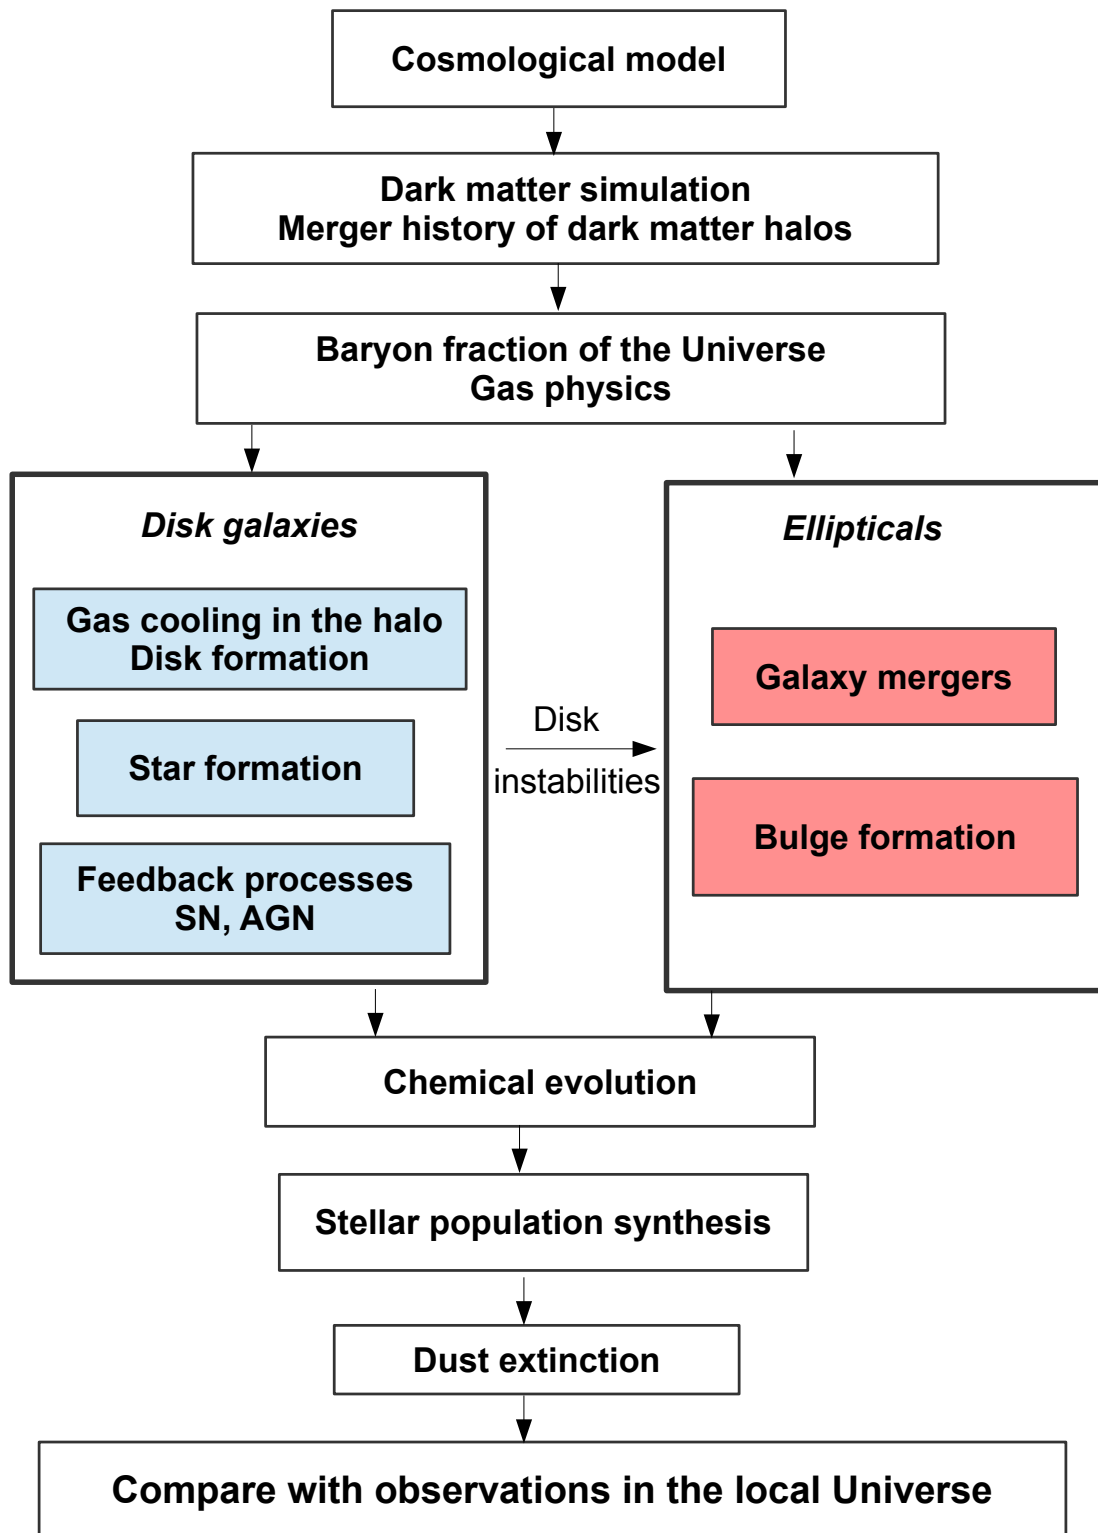 Cosmological model
Dark matter simulation
Merger history of dark matter halos
Baryon fraction of the Universe
Gas physics
Disk galaxies
Gas cooling in the halo
Disk formation
Star formation
Feedback processes
SN, AGN
Disk
instabilities
Ellipticals
Galaxy mergers
Bulge formation
Chemical evolution
Stellar population synthesis
Dust extinction
Compare with observations in the local Universe